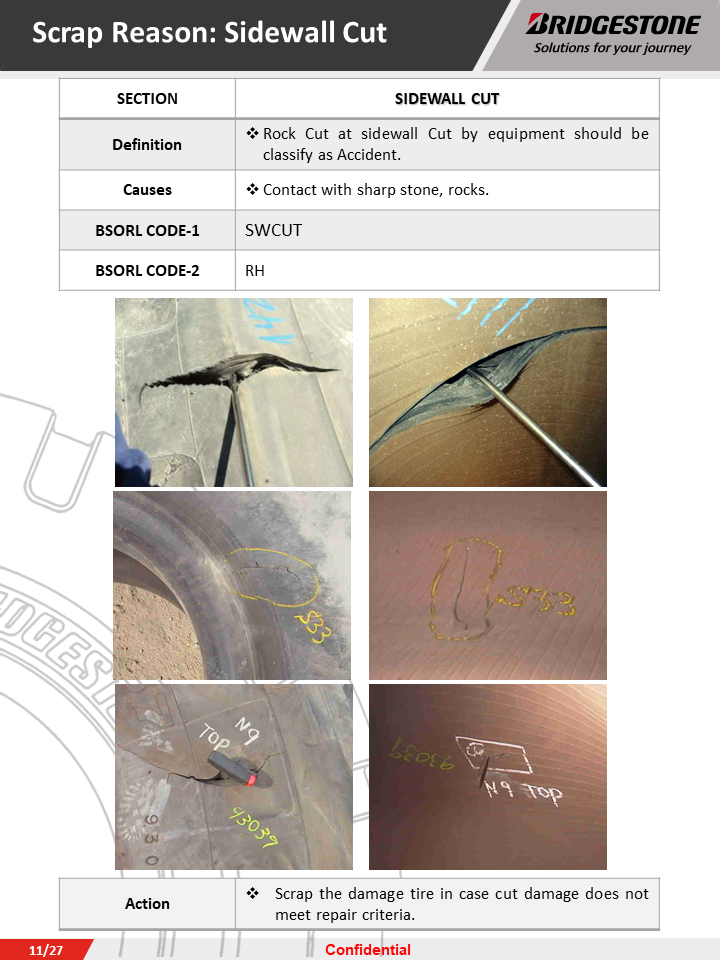 Scrap Reason: Sidewall Cut
BRIDGESTONE
Solutions for your journey
SECTION
SIDEWALL CUT
Definition
❖ Rock Cut at sidewall Cut by equipment should be
classify as Accident.
Causes
❖ Contact with sharp stone, rocks.
BSORL CODE-1
SWCUT
BSORL CODE-2
RH
833
833
N9
TOP
93039
930
93039
N9 TOP
Action
❖ Scrap the damage tire in case cut damage does not
meet repair criteria.
11/27
Confidential